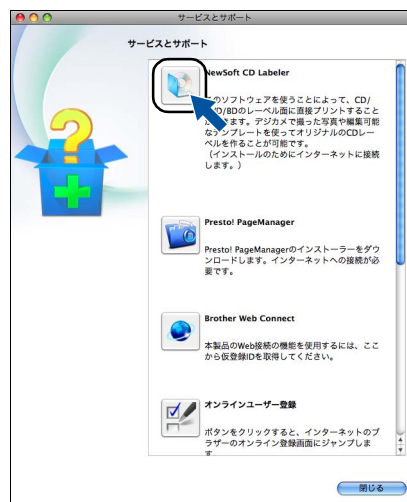 サービスとサポート
サービスとサポート
NewSoft CD Labeler
このソフトウェアを使うことによって、CD/
VD/BDのレーベル面に直接プリントすること
ができます。デジカメで撮った写真や編集可能
なテンプレートを使ってオリジナルのCDレー
ベルを作ることが可能です。
（インストールのためにインターネットに接続
します。）
Presto! PageManager
Presto! PageManagerのインストーラーをダウ
ンロードします。インターネットへの接続が必
要です。
Brother Web Connect
本製品のWeb接続の機能を使用するには、ここ
から仮登録IDを取得してください。
オンラインユーザー登録
ボタンをクリックすると、インターネットのブ
ラザーのオンライン登録画面にジャンプしま
す。
閉じる